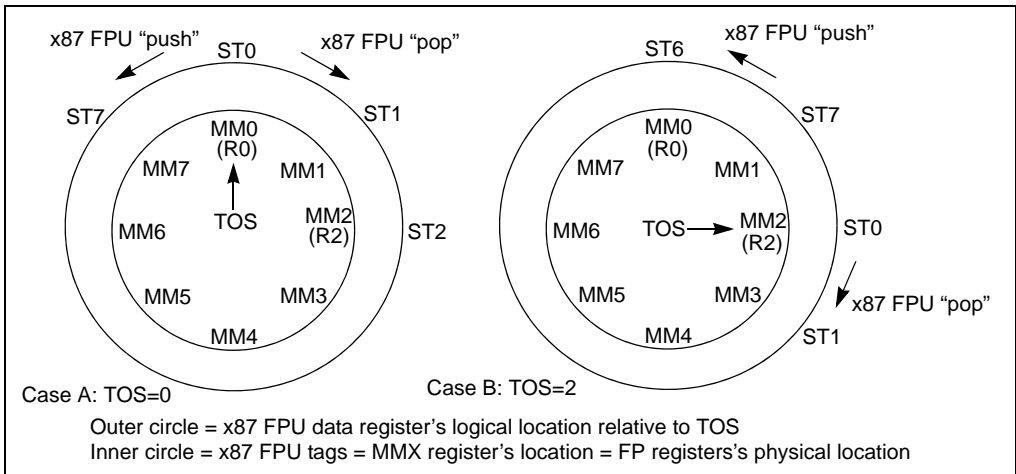 x87 FPU “push”
x87 FPU “pop”
ST0
ST7
ST1
MM0
(R0)
MM7
MM1
TOS
MM6
MM2
(R2)
ST2
MM5
MM3
MM4
Case A: TOS=0
x87 FPU “push”
ST6
ST7
MM0
(R0)
MM7
MM1
TOS
MM6
MM2
(R2)
ST0
MM5
MM3
x87 FPU “pop”
MM4
ST1
Case B: TOS=2
Outer circle = x87 FPU data register’s logical location relative to TOS
Inner circle = x87 FPU tags = MMX register’s location = FP registers’s physical location